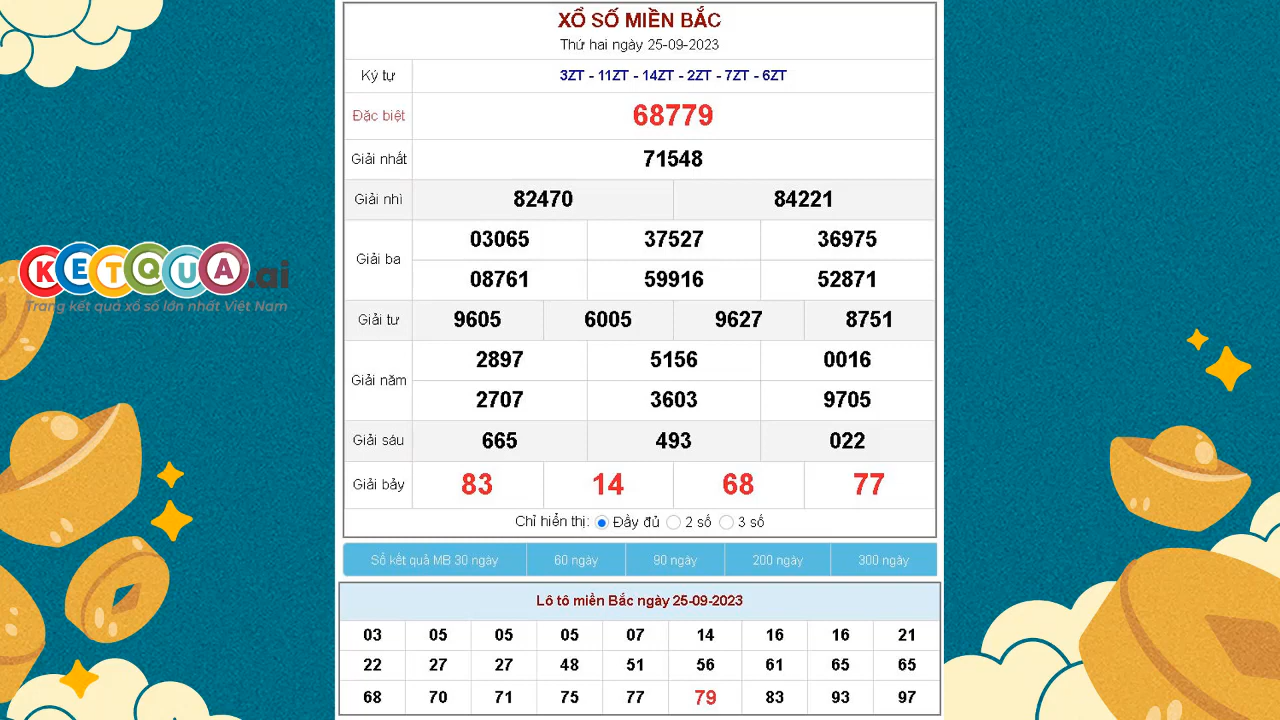 XỔ SỐ MIỀN BẮC
Thứ hai ngày 25-09-2023
Ký tự 3ZT - 11ZT - 14ZT - 2ZT - 7ZT - 6ZT
Đặc biệt 68779
Giải nhất 71548
Giải nhì 82470 84221
Giải ba 03065 37527 36975
08761 59916 52871
Giải tư 9605 6005 9627 8751
Giải năm 2897 5156 0016
2707 3603 9705
Giải sáu 665 493 022
Giải bảy 83 14 68 77
Chỉ hiển thị: Đầy đủ 2 số 3 số
Sổ kết quả MB 30 ngày 60 ngày 90 ngày 200 ngày 300 ngày
Lô tô miền Bắc ngày 25-09-2023
03 05 05 05 07 14 16 16 21
22 27 27 48 51 56 61 65 65
68 70 71 75 77 79 83 93 97
KETQUA.ai
Trang kết quả xổ số lớn nhất Việt Nam